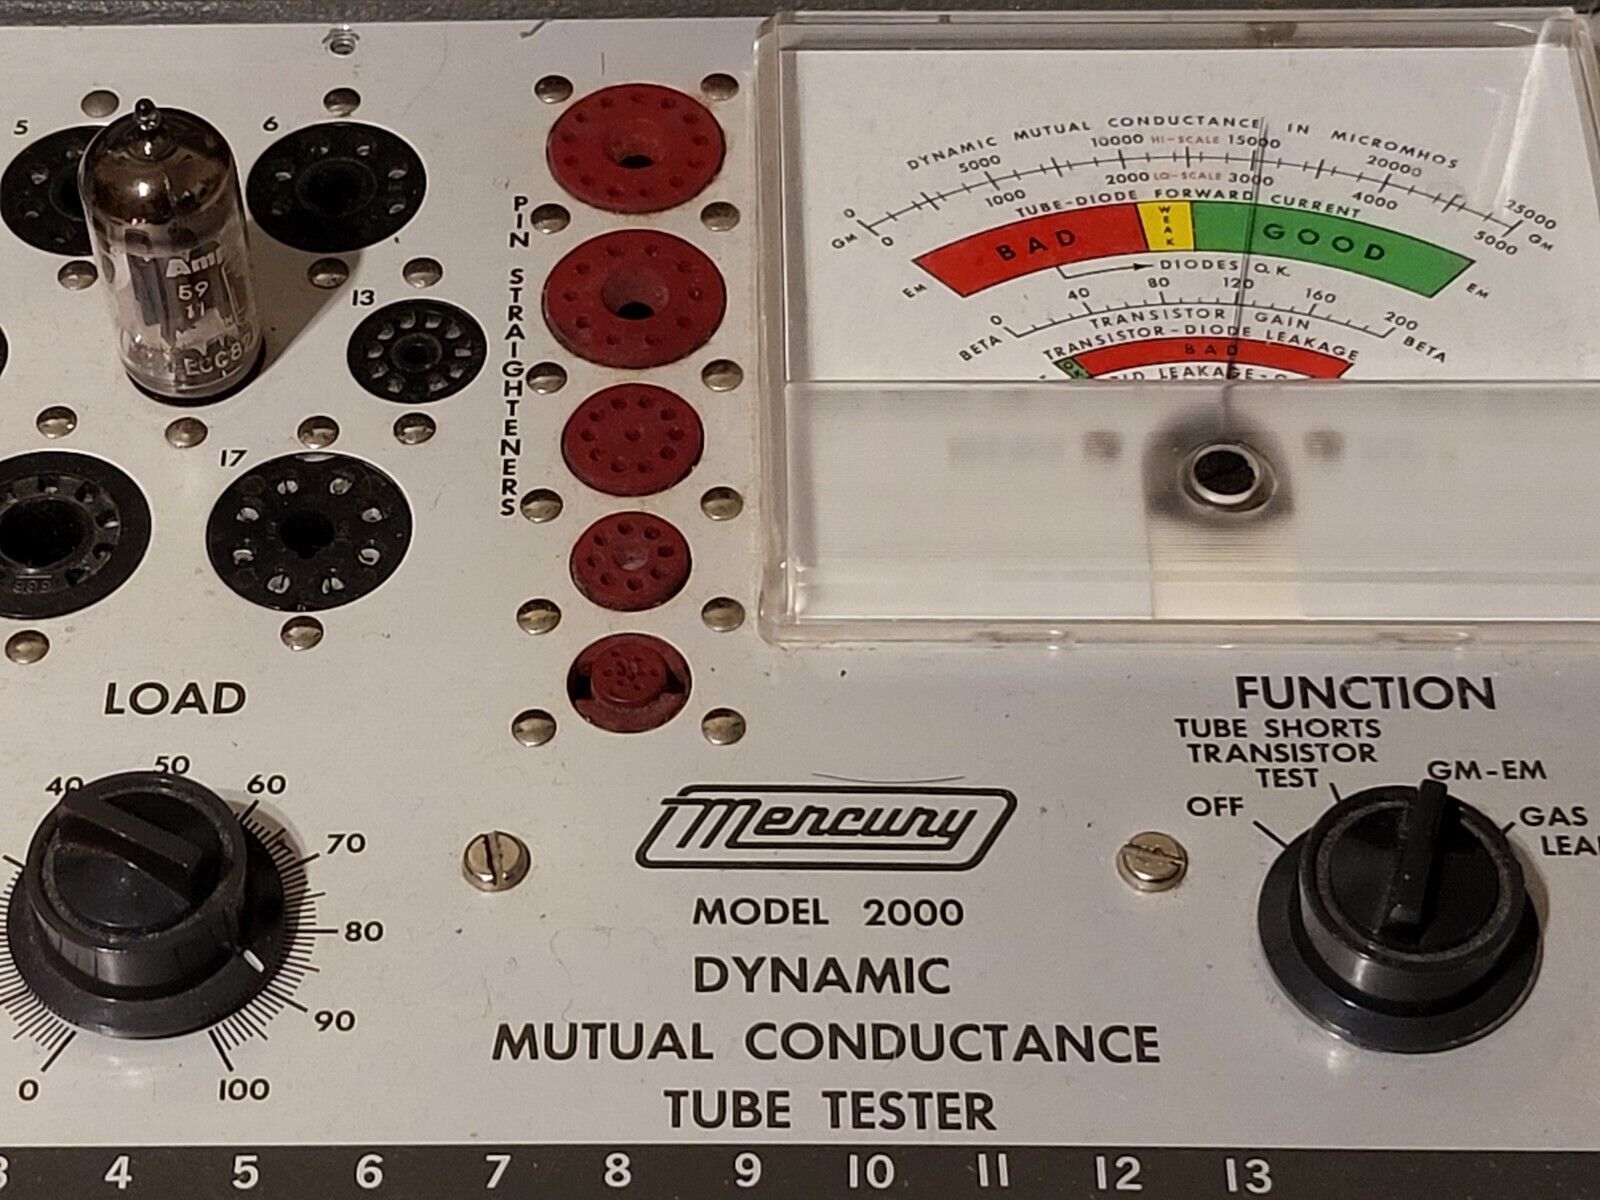 5
6
13
17
Amp
59
11
ECC82
PIN STRAIGHTENERS
DYNAMIC MUTUAL CONDUCTANCE IN MICROMHOS
0 5000 10000 HI-SCALE 15000 20000 25000
GM 0 1000 2000 LO-SCALE 3000 4000 5000 GM
TUBE-DIODE FORWARD CURRENT
EM BAD WEAK GOOD EM
DIODES O.K.
BETA 0 40 80 120 160 200 BETA
TRANSISTOR GAIN
TRANSISTOR-DIODE LEAKAGE
OK BAD
LEAKAGE-
LOAD
0 40 50 60 70 80 90 100
FUNCTION
OFF
TUBE SHORTS
TRANSISTOR
TEST
GM-EM
GAS
LEA
Mercury
MODEL 2000
DYNAMIC
MUTUAL CONDUCTANCE
TUBE TESTER
3 4 5 6 7 8 9 10 11 12 13